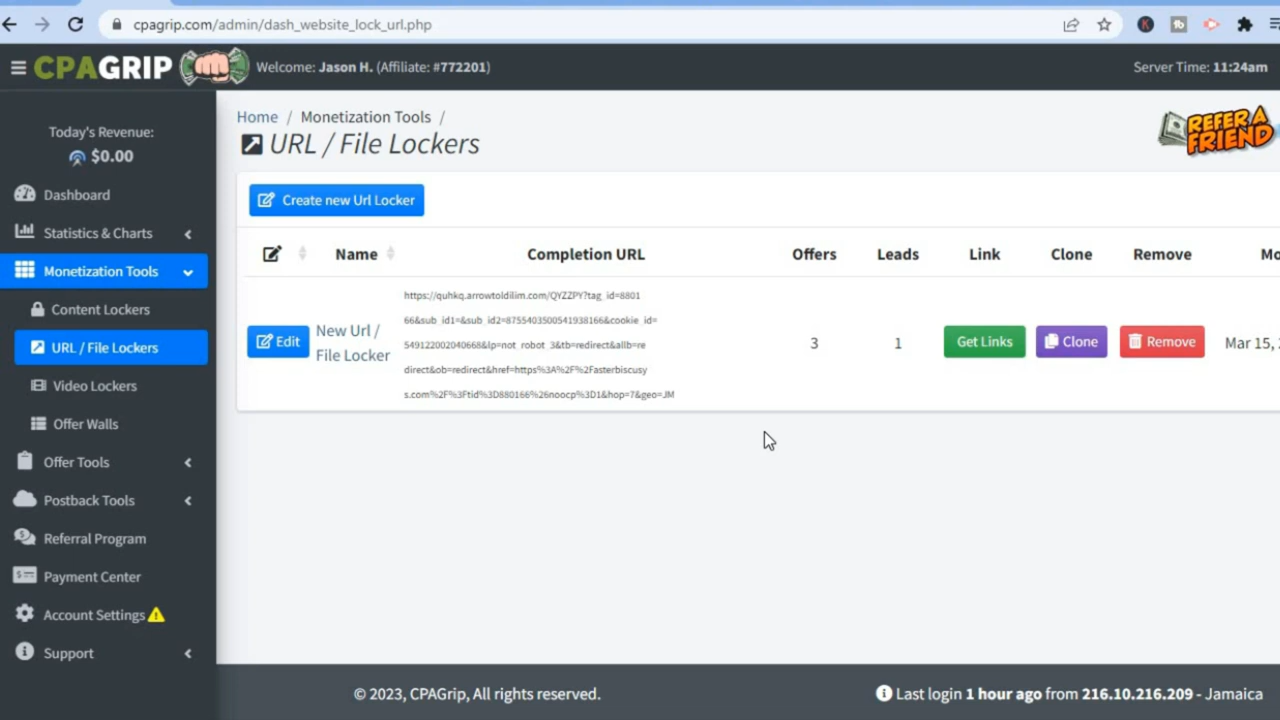 cpagrip.com/admin/dash_website_lock_url.php
CPAGRIP
Welcome: Jason H. (Affiliate: #772201)
Server Time: 11:24am
Today's Revenue:
$0.00
Dashboard
Statistics & Charts
Monetization Tools
Content Lockers
URL / File Lockers
Video Lockers
Offer Walls
Offer Tools
Postback Tools
Referral Program
Payment Center
Account Settings
Support
Home / Monetization Tools /
URL / File Lockers
REFER A
FRIEND
Create new Url Locker
Name Completion URL Offers Leads Link Clone Remove Mo
https://quhkq.arrowtoldilim.com/QYZZPY?tag_id=8801
66&sub_id1=&sub_id2=8755403500541938166&cookie_id=
549122002040668&lp=not_robot_3&tb=redirect&allb=re
direct&ob=redirect&href=https%3A%2F%2Fasterbiscusy
s.com%2F%3Ftid%3D880166%26noocp%3D1&hop=7&geo=JM
Edit
New Url /
File Locker
3 1 Get Links Clone Remove Mar 15,
© 2023, CPAGrip, All rights reserved.
Last login 1 hour ago from 216.10.216.209 - Jamaica